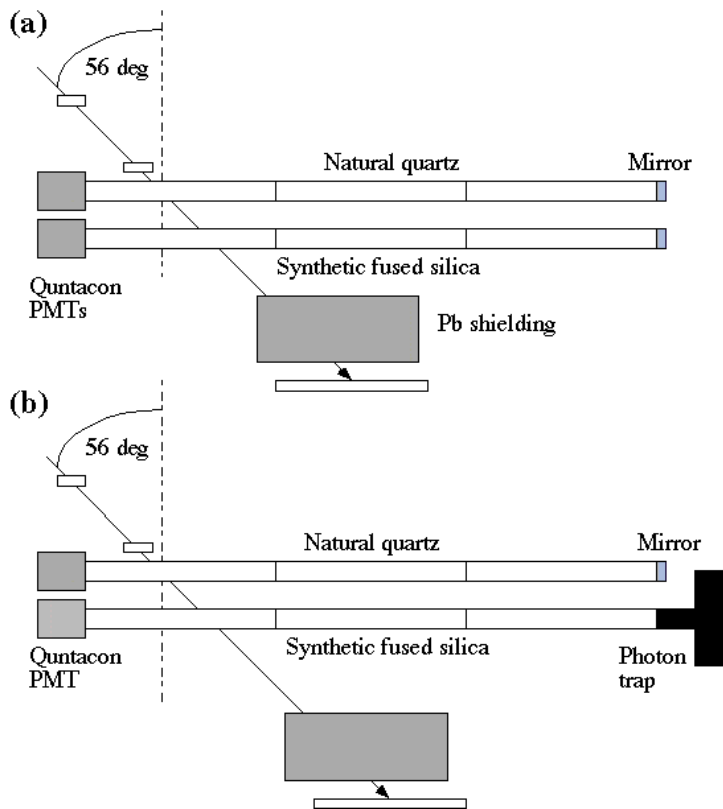 (a)
56 deg
Natural quartz
Mirror
Synthetic fused silica
Quntacon
PMTs
Pb shielding
(b)
56 deg
Natural quartz
Mirror
Synthetic fused silica
Quntacon
PMT
Photon
trap